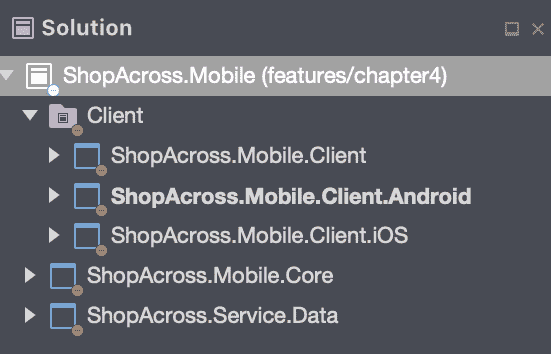 Solution
ShopAcross.Mobile (features/chapter4)
Client
ShopAcross.Mobile.Client
ShopAcross.Mobile.Client.Android
ShopAcross.Mobile.Client.iOS
ShopAcross.Mobile.Core
ShopAcross.Service.Data